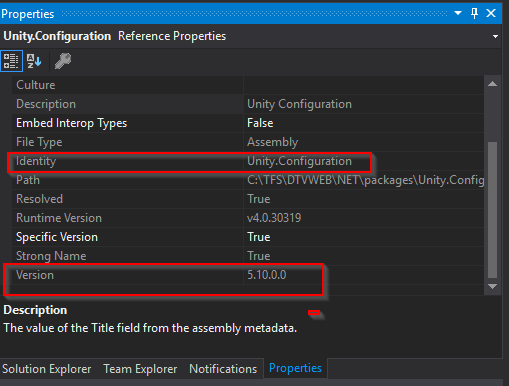 Properties
Unity.Configuration Reference Properties
Culture
Description Unity Configuration
Embed Interop Types False
File Type Assembly
Identity Unity.Configuration
Path C:\TFS\DTVWEB\NET\packages\Unity.Config
Resolved True
Runtime Version v4.0.30319
Specific Version True
Strong Name True
Version 5.10.0.0
Description
The value of the Title field from the assembly metadata.
Solution Explorer Team Explorer Notifications Properties